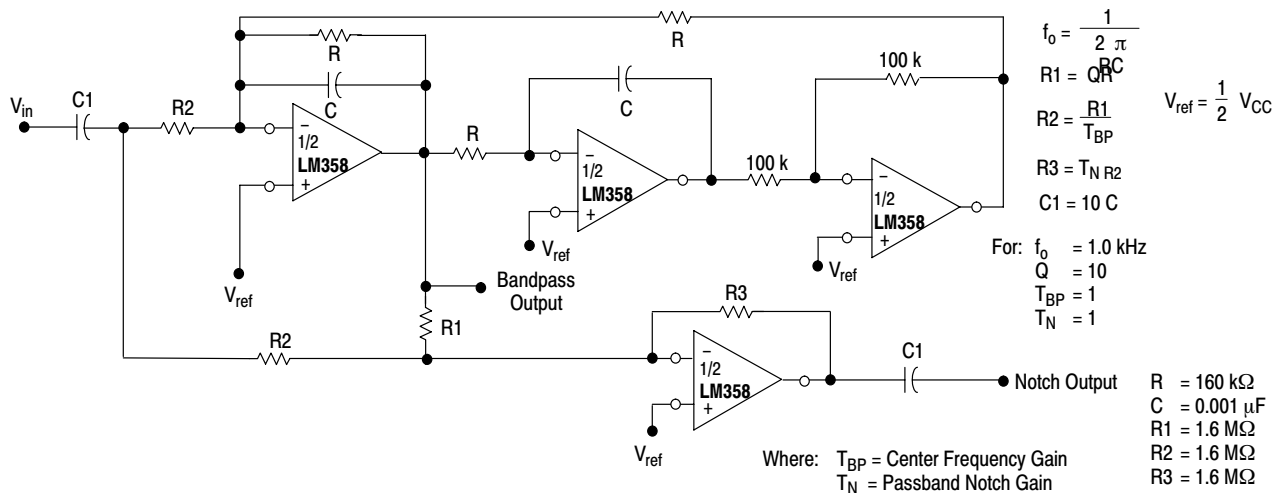 R
R
C
C1
V_in
R2
–
1/2
LM358
+
V_ref
R
C
–
1/2
LM358
+
V_ref
100 k
100 k
–
1/2
LM358
+
V_ref
Bandpass
Output
R1
R2
R3
–
1/2
LM358
+
V_ref
C1
Notch Output
f_o = 1
2 π
RC
R1 = QR
R2 = R1
T_BP
R3 = T_N R2
C1 = 10 C
V_ref = 1/2 V_CC
For: f_o = 1.0 kHz
Q = 10
T_BP = 1
T_N = 1
Where: T_BP = Center Frequency Gain
T_N = Passband Notch Gain
R = 160 kΩ
C = 0.001 μF
R1 = 1.6 MΩ
R2 = 1.6 MΩ
R3 = 1.6 MΩ